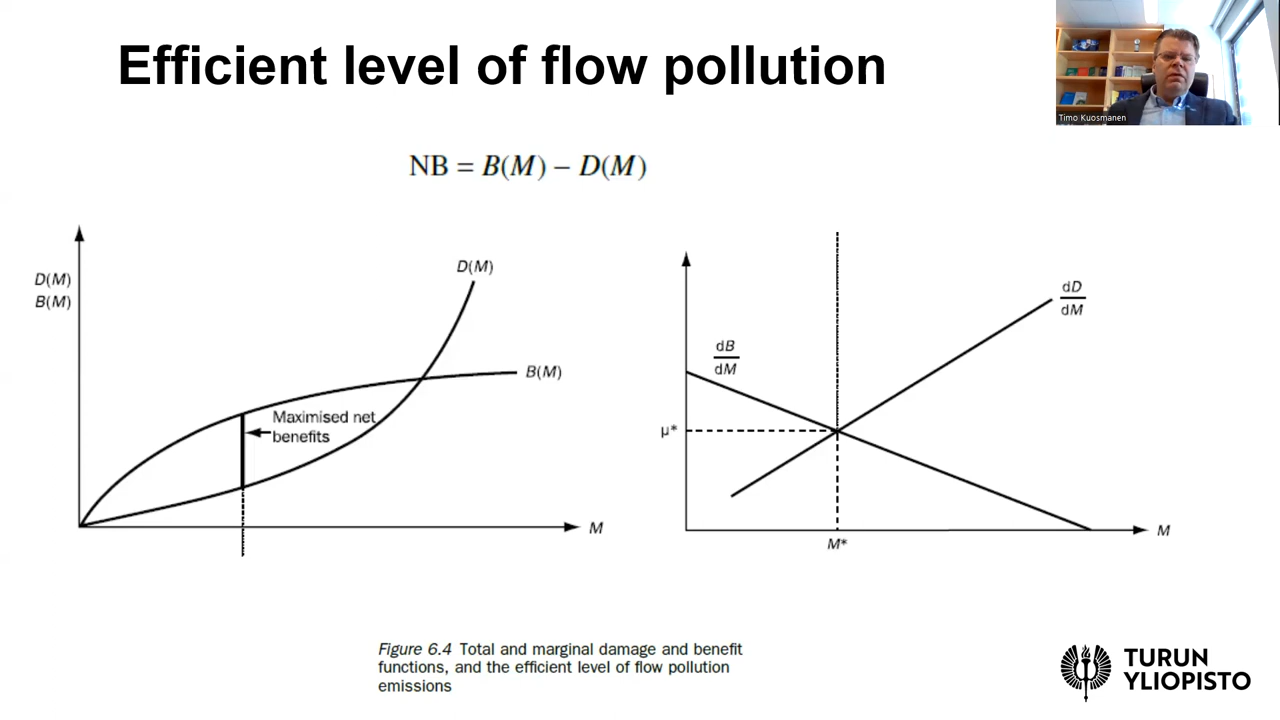 Efficient level of flow pollution
Timo Kuosmanen
NB = B(M) − D(M)
D(M)
B(M)
D(M)
B(M)
Maximised net
benefits
M
dB
dM
dD
dM
μ*
M*
M
Figure 6.4 Total and marginal damage and benefit
functions, and the efficient level of flow pollution
emissions
TURUN
YLIOPISTO